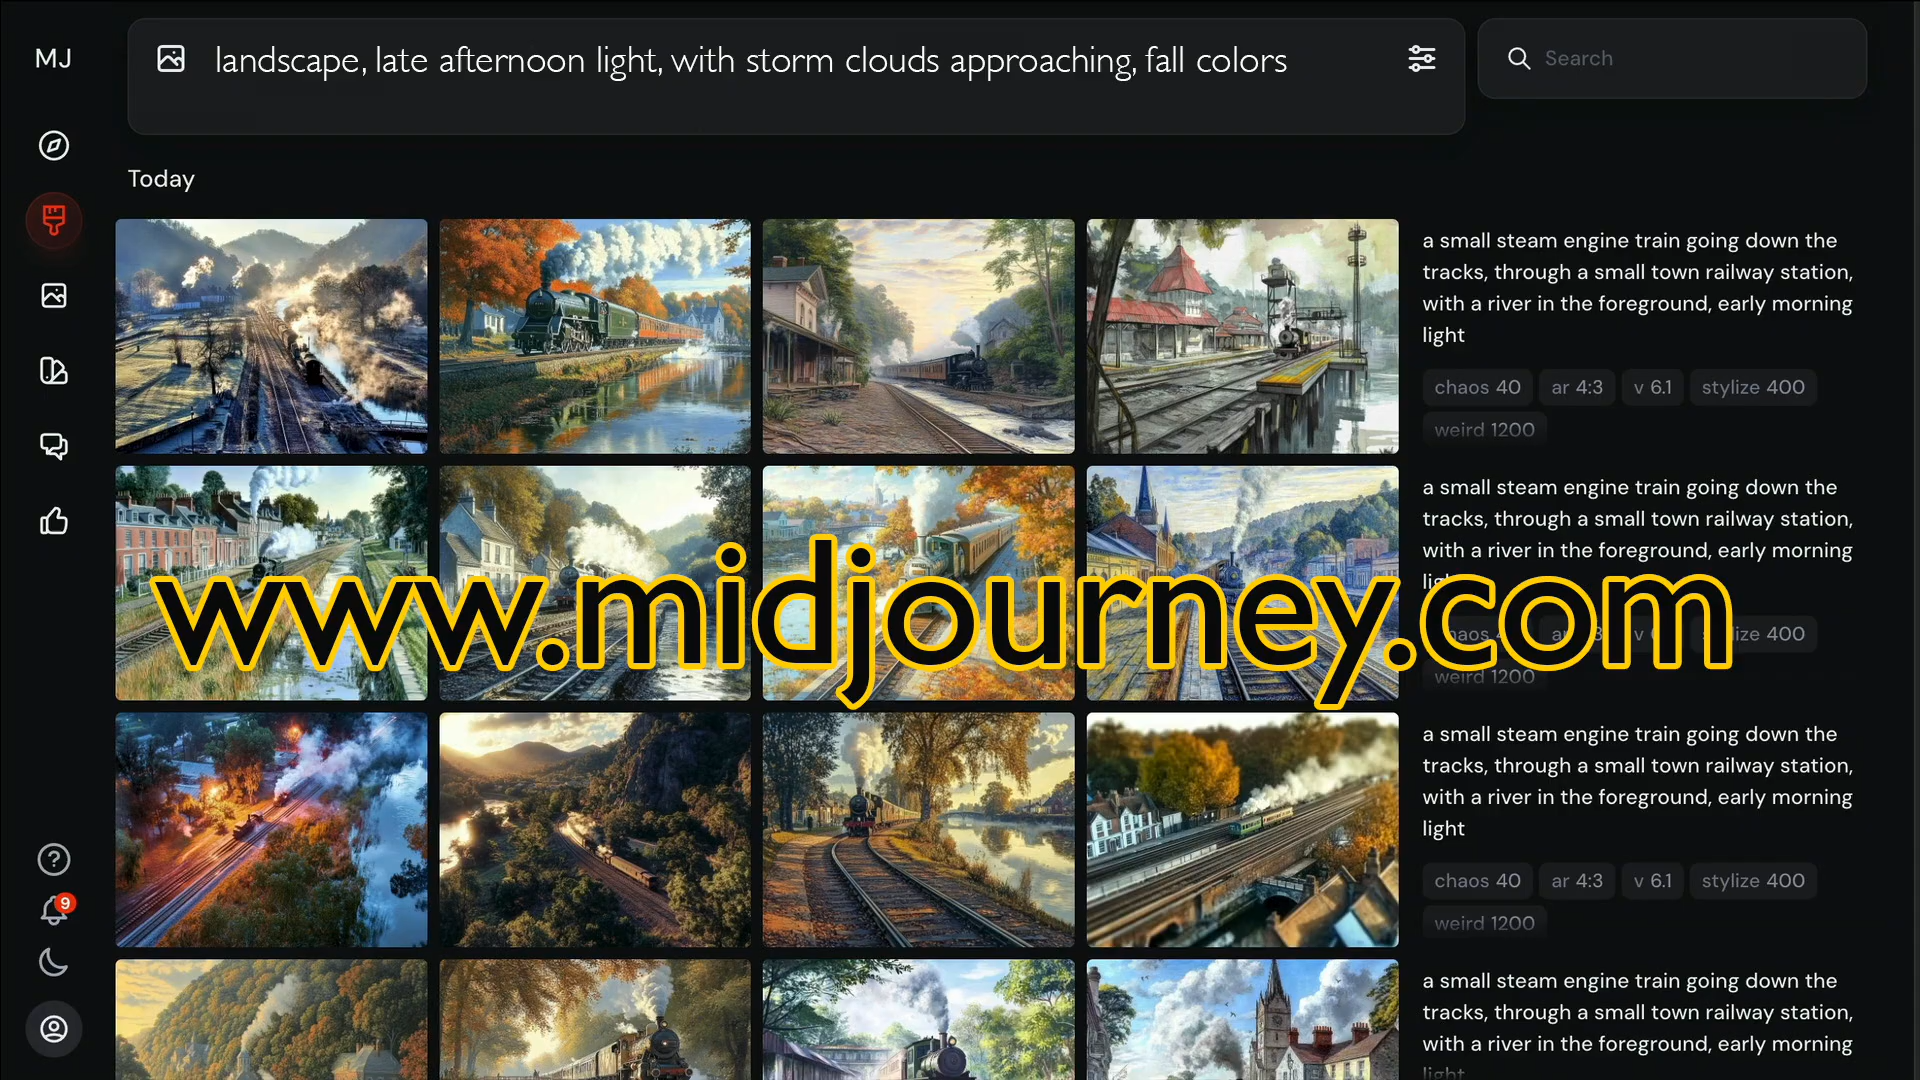 MJ
landscape, late afternoon light, with storm clouds approaching, fall colors
Search
Today
a small steam engine train going down the
tracks, through a small town railway station,
with a river in the foreground, early morning
light
chaos 40 ar 4:3 v 6.1 stylize 400
weird 1200
a small steam engine train going down the
tracks, through a small town railway station,
with a river in the foreground, early morning
www.midjourney.com
400
weird 1200
a small steam engine train going down the
tracks, through a small town railway station,
with a river in the foreground, early morning
light
chaos 40 ar 4:3 v 6.1 stylize 400
weird 1200
9
a small steam engine train going down the
tracks, through a small town railway station,
with a river in the foreground, early morning
light